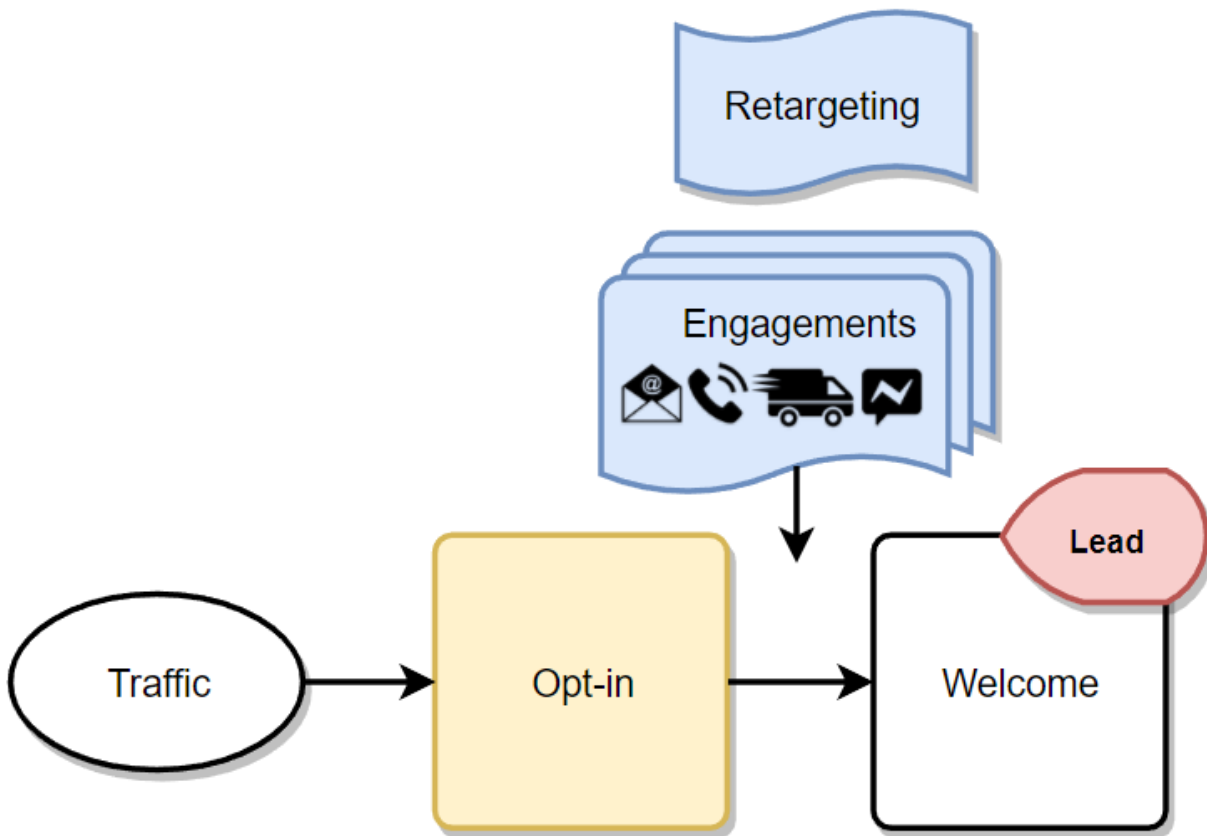 Retargeting
Engagements
@
Lead
Traffic
Opt-in
Welcome